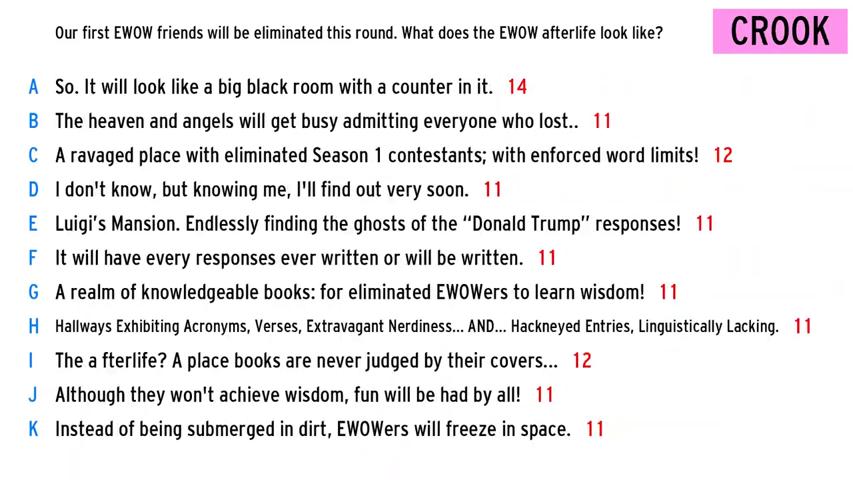 Our first EWOW friends will be eliminated this round. What does the EWOW afterlife look like?
CROOK
A So. It will look like a big black room with a counter in it. 14
B The heaven and angels will get busy admitting everyone who lost.. 11
C A ravaged place with eliminated Season 1 contestants; with enforced word limits! 12
D I don't know, but knowing me, I'll find out very soon. 11
E Luigi's Mansion. Endlessly finding the ghosts of the “Donald Trump” responses! 11
F It will have every responses ever written or will be written. 11
G A realm of knowledgeable books: for eliminated EWOWers to learn wisdom! 11
H Hallways Exhibiting Acronyms, Verses, Extravagant Nerdiness... AND... Hackneyed Entries, Linguistically Lacking. 11
I The a fterlife? A place books are never judged by their covers... 12
J Although they won't achieve wisdom, fun will be had by all! 11
K Instead of being submerged in dirt, EWOWers will freeze in space. 11